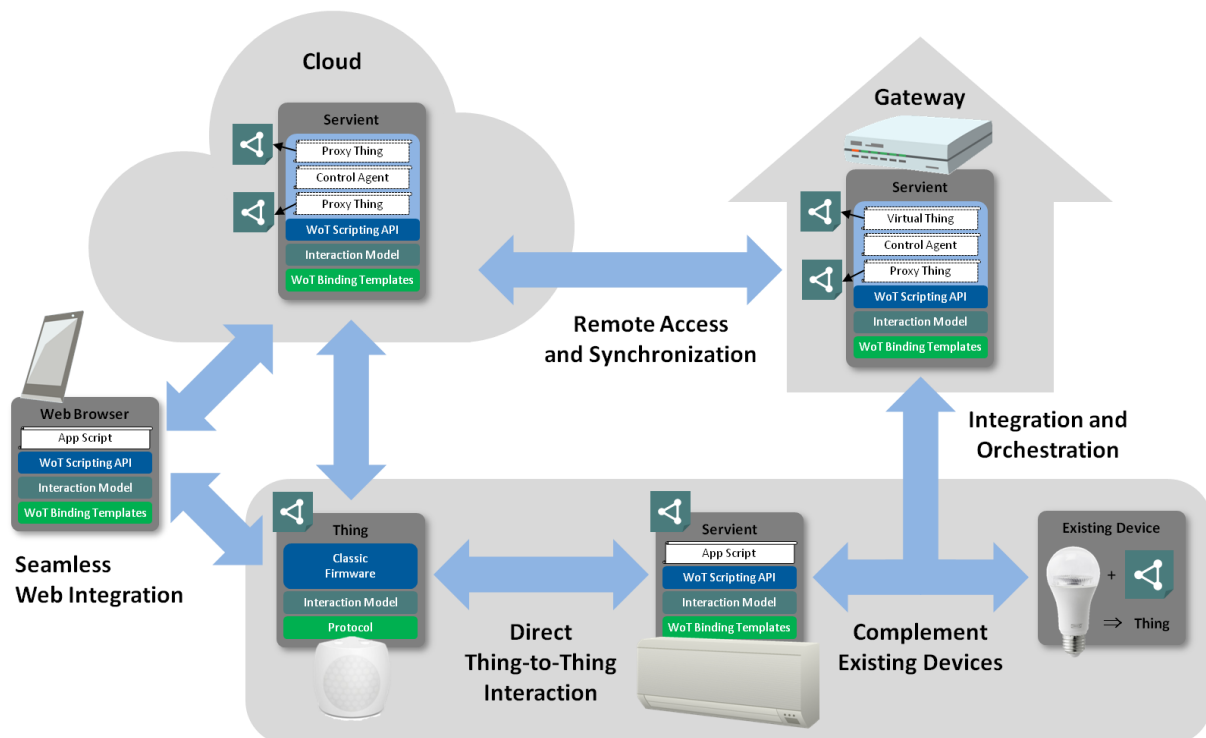 Cloud
Servient
Proxy Thing
Control Agent
Proxy Thing
WoT Scripting API
Interaction Model
WoT Binding Templates
Gateway
Servient
Virtual Thing
Control Agent
Proxy Thing
WoT Scripting API
Interaction Model
WoT Binding Templates
Remote Access
and Synchronization
Web Browser
App Script
WoT Scripting API
Interaction Model
WoT Binding Templates
Seamless
Web Integration
Integration and
Orchestration
Thing
Classic
Firmware
Interaction Model
Protocol
Direct
Thing-to-Thing
Interaction
Servient
App Script
WoT Scripting API
Interaction Model
WoT Binding Templates
Complement
Existing Devices
Existing Device
+
⇒ Thing